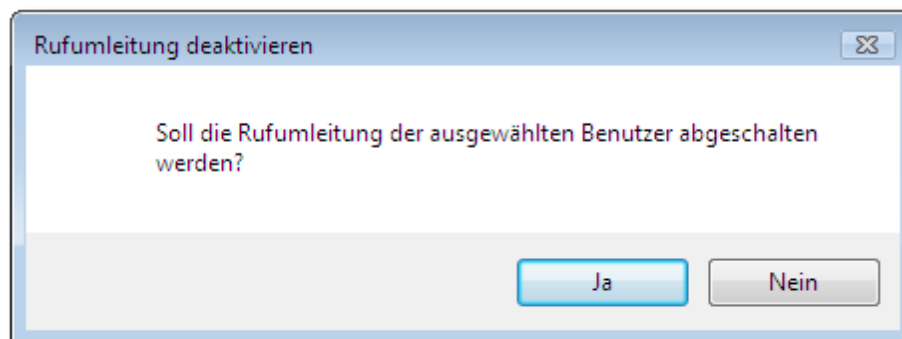 Rufumleitung deaktivieren
Soll die Rufumleitung der ausgewählten Benutzer abgeschalten
werden?
Ja Nein